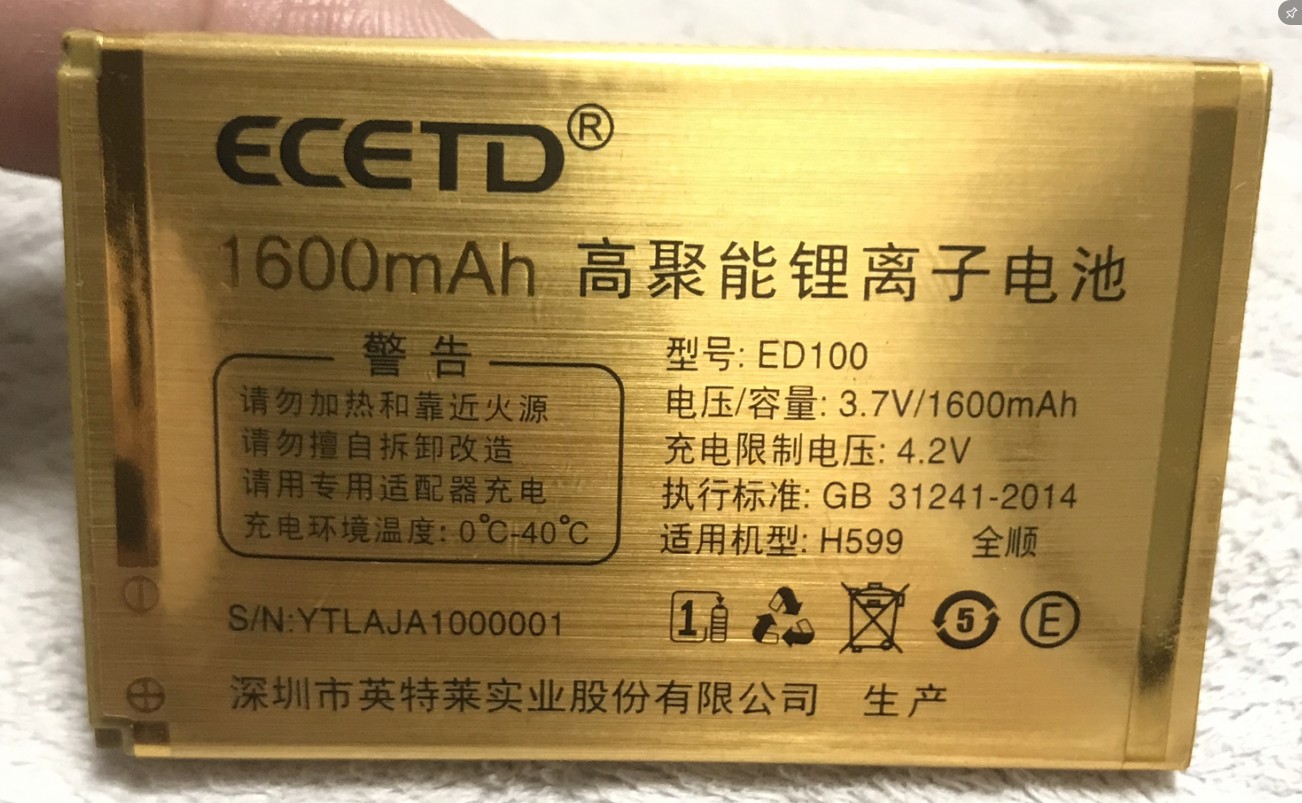 ECETD®
1600mAh 高聚能锂离子电池
警告
请勿加热和靠近火源
请勿擅自拆卸改造
请用专用适配器充电
充电环境温度: 0℃-40℃
型号: ED100
电压/容量: 3.7V/1600mAh
充电限制电压: 4.2V
执行标准: GB 31241-2014
适用机型: H599 全顺
S/N:YTLAJA1000001
1
5
E
深圳市英特莱实业股份有限公司 生产